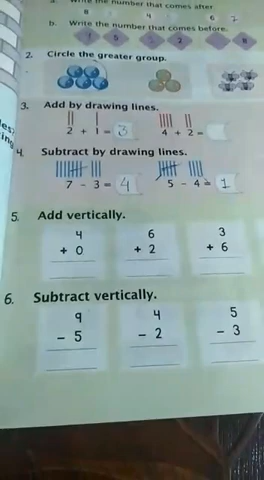 a. Write the number that comes after
8 4 6 7
b. Write the number that comes before.
4 5 2 8
2. Circle the greater group.
3. Add by drawing lines.
2 + 1 = 3 4 + 2 =
4. Subtract by drawing lines.
7 - 3 = 4 5 - 4 = 1
5. Add vertically.
4 6 3
+ 0 + 2 + 6
6. Subtract vertically.
9 4 5
- 5 - 2 - 3